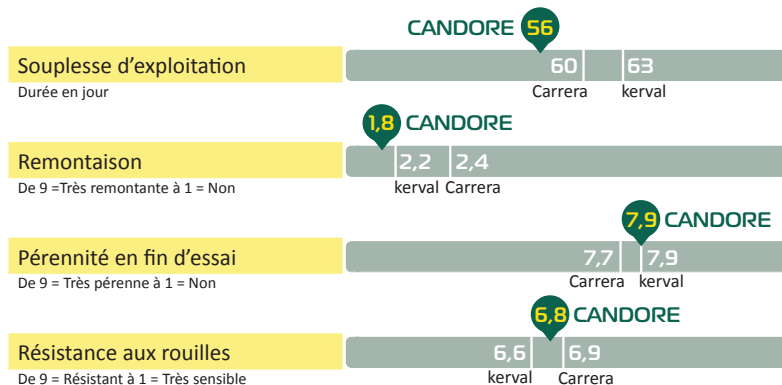 CANDORE 56
Souplesse d'exploitation
60 63
Durée en jour
Carrera kerval
1,8 CANDORE
Remontaison
2,2 2,4
De 9 =Très remontante à 1 = Non
kerval Carrera
7,9 CANDORE
Pérennité en fin d'essai
7,7 7,9
De 9 = Très pérenne à 1 = Non
Carrera kerval
6,8 CANDORE
Résistance aux rouilles
6,6 6,9
De 9 = Résistant à 1 = Très sensible
kerval Carrera